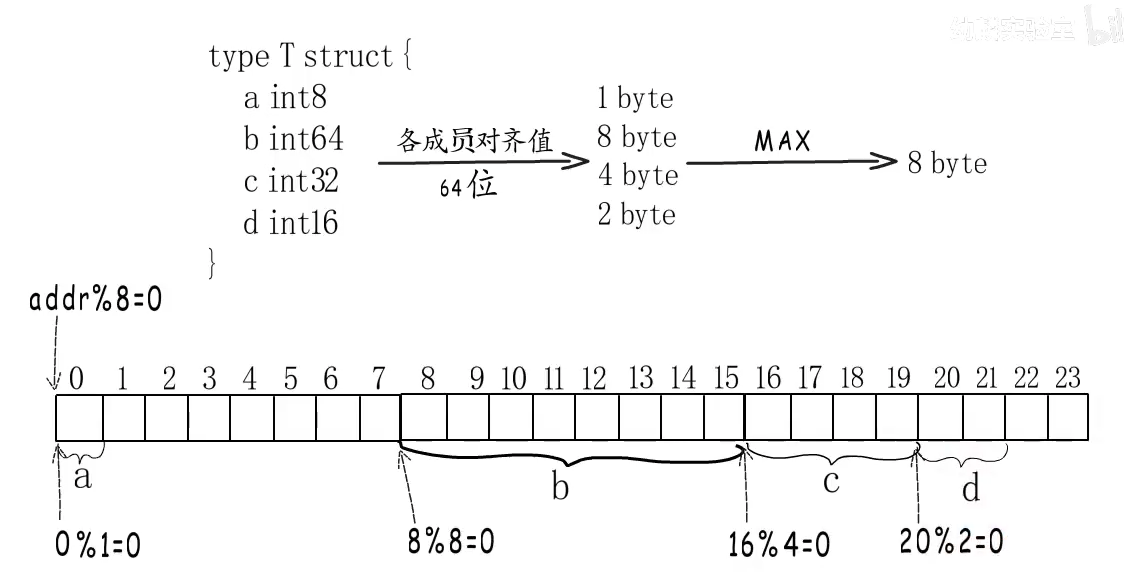 type T struct {
a int8
b int64
c int32
d int16
}
各成员对齐值
64位
1 byte
8 byte
4 byte
2 byte
MAX
8 byte
addr%8=0
0 1 2 3 4 5 6 7 8 9 10 11 12 13 14 15 16 17 18 19 20 21 22 23
a
b
c
d
0%1=0
8%8=0
16%4=0
20%2=0